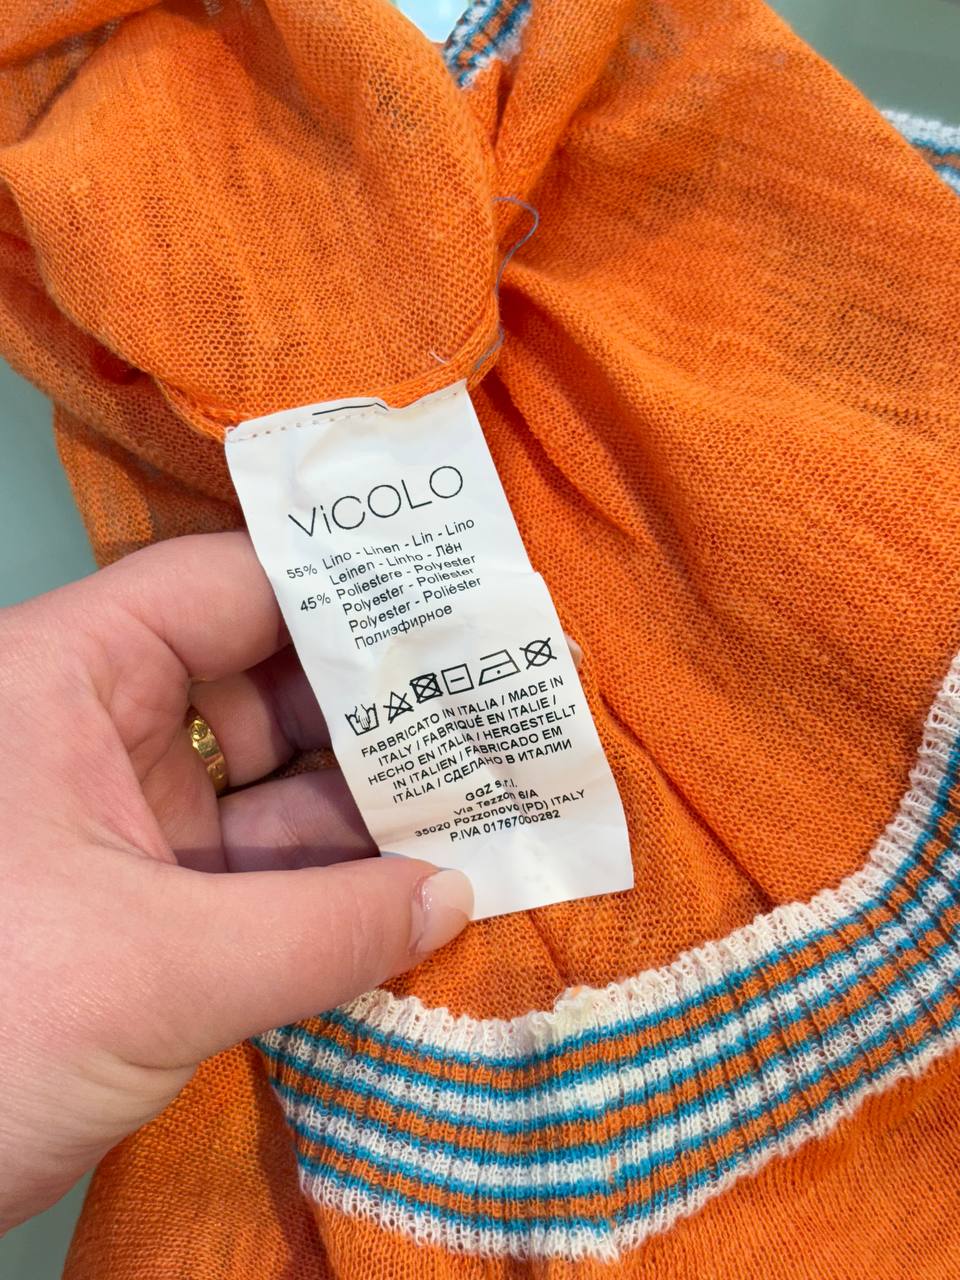 ViCOLO
55% Lino - Linen - Lin - Lino
Leinen - Linho - Лён
45% Poliestere - Polyester
Polyester - Poliester
Polyester - Poliéster
Полиэфирное
FABBRICATO IN ITALIA / MADE IN
ITALY / FABRIQUÉ EN ITALIE /
HECHO EN ITALIA / HERGESTELLT
IN ITALIEN / FABRICADO EM
ITÁLIA / СДЕЛАНО В ИТАЛИИ
GGZ s.r.l.
Via Tezzon 6/A
35020 Pozzonovo (PD) ITALY
P.IVA 01767000282